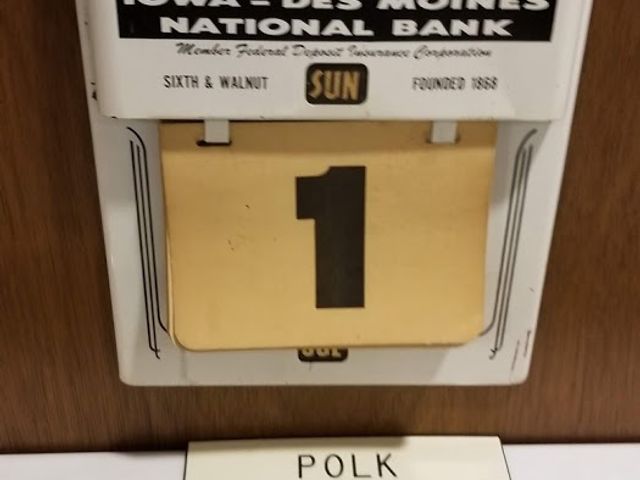 IOWA - DES MOINES
NATIONAL BANK
Member Federal Deposit Insurance Corporation
SIXTH & WALNUT SUN FOUNDED 1868
1
POLK